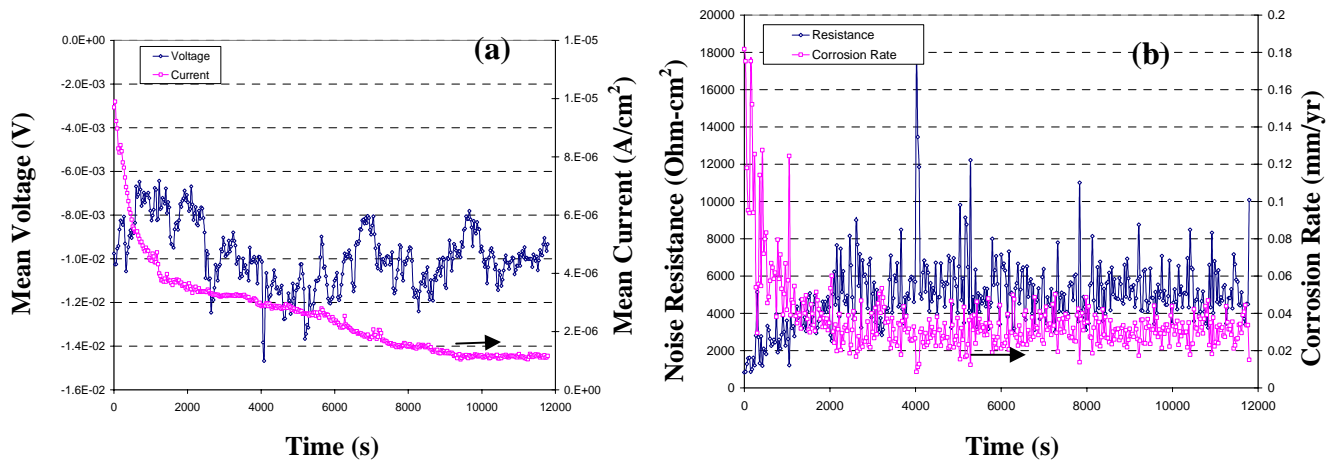 (a)
Voltage
Current
Mean Voltage (V)
0.0E+00
-2.0E-03
-4.0E-03
-6.0E-03
-8.0E-03
-1.0E-02
-1.2E-02
-1.4E-02
-1.6E-02
Mean Current (A/cm²)
1.E-05
1.E-05
8.E-06
6.E-06
4.E-06
2.E-06
0.E+00
0 2000 4000 6000 8000 10000 12000
Time (s)
(b)
Resistance
Corrosion Rate
Noise Resistance (Ohm-cm²)
20000
18000
16000
14000
12000
10000
8000
6000
4000
2000
0
Corrosion Rate (mm/yr)
0.2
0.18
0.16
0.14
0.12
0.1
0.08
0.06
0.04
0.02
0
0 2000 4000 6000 8000 10000 12000
Time (s)